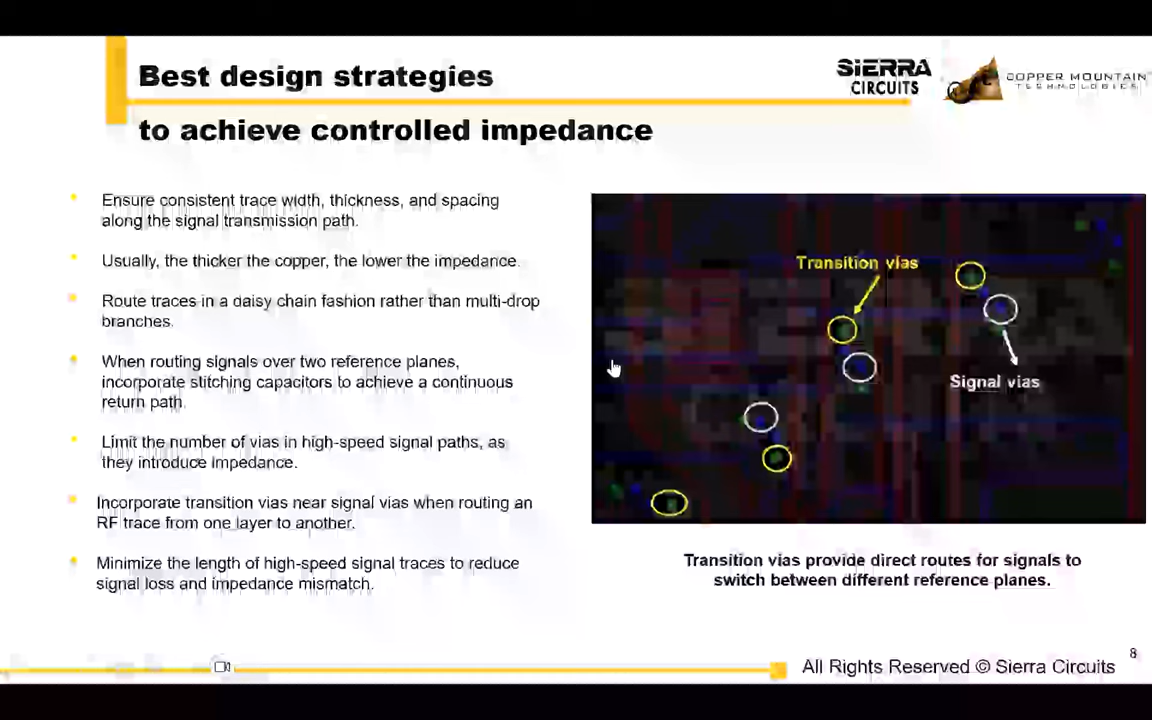 Best design strategies
to achieve controlled impedance
SiERRA
CIRCUITS
COPPER MOUNTAIN
TECHNOLOGIES
Ensure consistent trace width, thickness, and spacing
along the signal transmission path.
Usually, the thicker the copper, the lower the impedance.
Route traces in a daisy chain fashion rather than multi-drop
branches.
When routing signals over two reference planes,
incorporate stitching capacitors to achieve a continuous
return path.
Limit the number of vias in high-speed signal paths, as
they introduce impedance.
Incorporate transition vias near signal vias when routing an
RF trace from one layer to another.
Minimize the length of high-speed signal traces to reduce
signal loss and impedance mismatch.
Transition vias
Signal vias
Transition vias provide direct routes for signals to
switch between different reference planes.
8
All Rights Reserved © Sierra Circuits